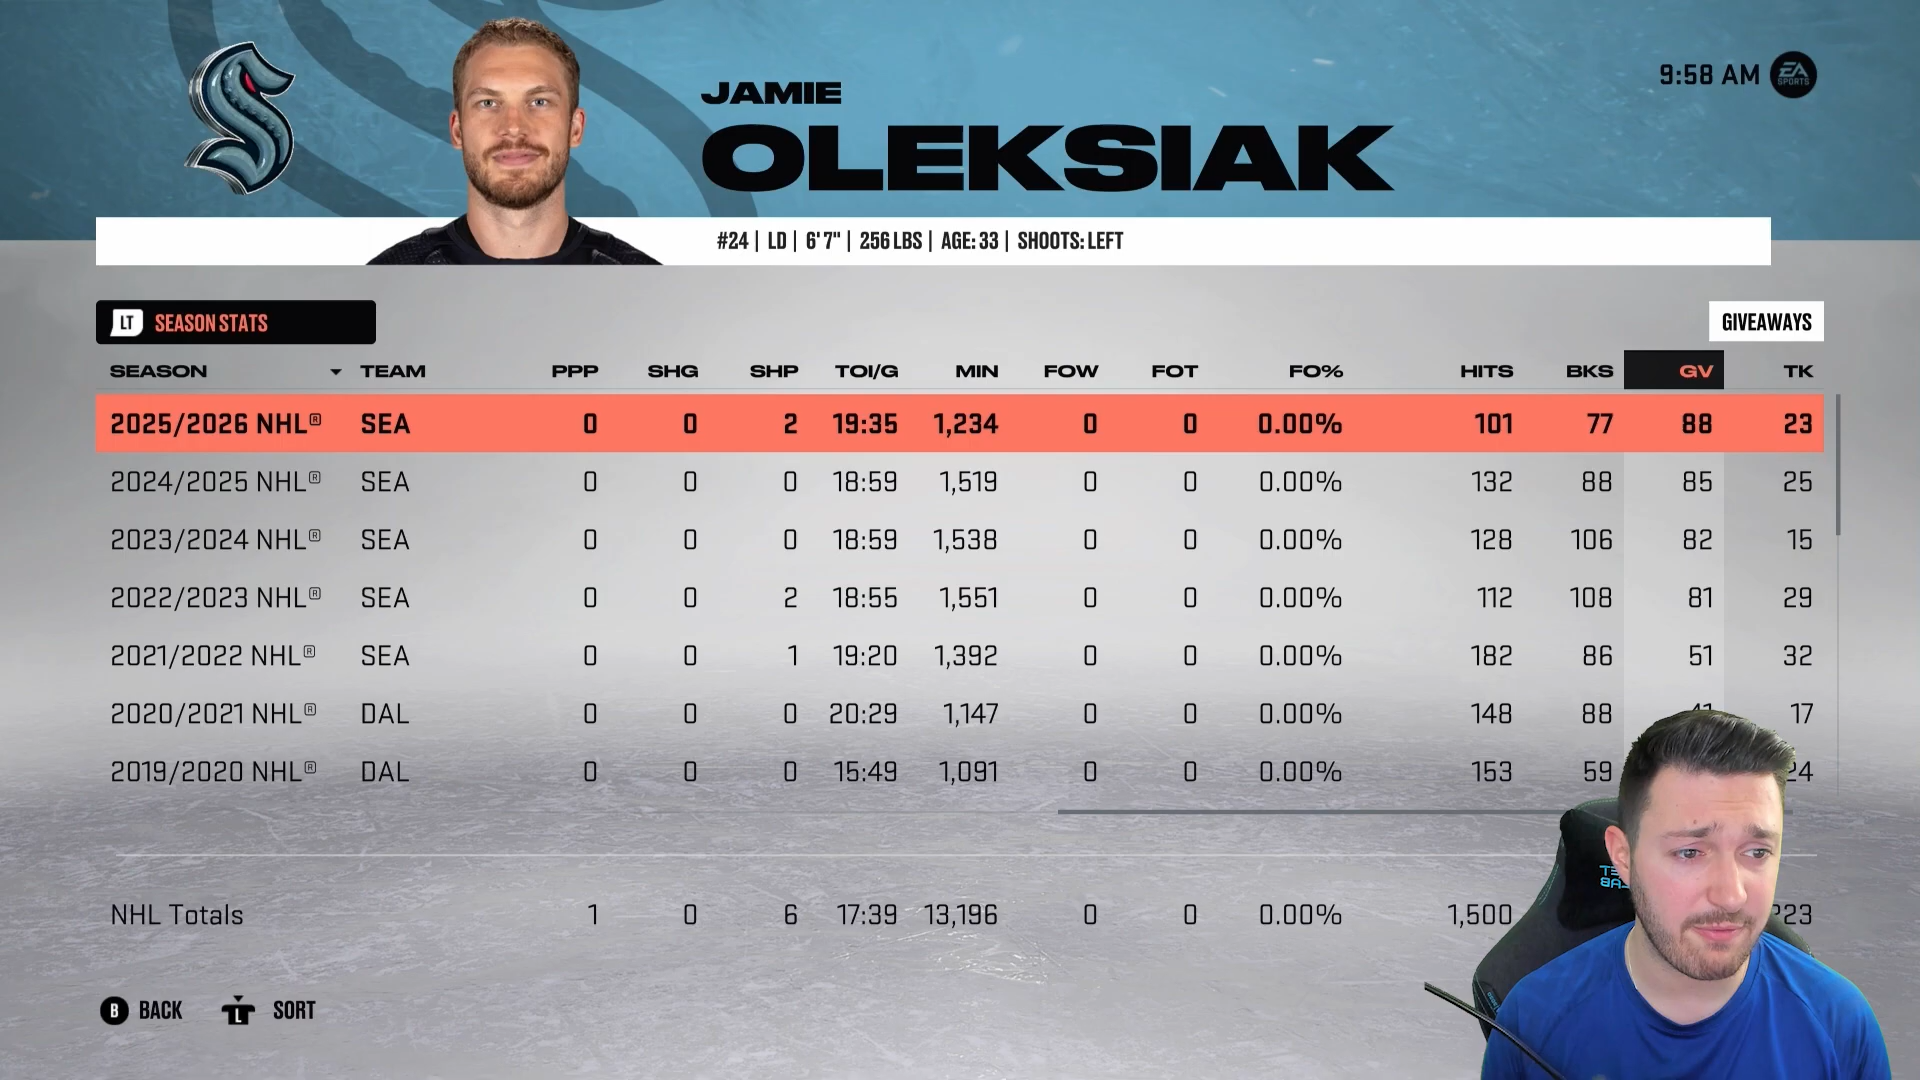 JAMIE
OLEKSIAK
9:58 AM
EA
SPORTS
#24 | LD | 6' 7" | 256 LBS | AGE: 33 | SHOOTS: LEFT
LT SEASON STATS
GIVEAWAYS
SEASON TEAM PPP SHG SHP TOI/G MIN FOW FOT FO% HITS BKS GV TK
2025/2026 NHL® SEA 0 0 2 19:35 1,234 0 0 0.00% 101 77 88 23
2024/2025 NHL® SEA 0 0 0 18:59 1,519 0 0 0.00% 132 88 85 25
2023/2024 NHL® SEA 0 0 0 18:59 1,538 0 0 0.00% 128 106 82 15
2022/2023 NHL® SEA 0 0 2 18:55 1,551 0 0 0.00% 112 108 81 29
2021/2022 NHL® SEA 0 0 1 19:20 1,392 0 0 0.00% 182 86 51 32
2020/2021 NHL® DAL 0 0 0 20:29 1,147 0 0 0.00% 148 88 41 17
2019/2020 NHL® DAL 0 0 0 15:49 1,091 0 0 0.00% 153 59 24
NHL Totals 1 0 6 17:39 13,196 0 0 0.00% 1,500
B BACK L SORT